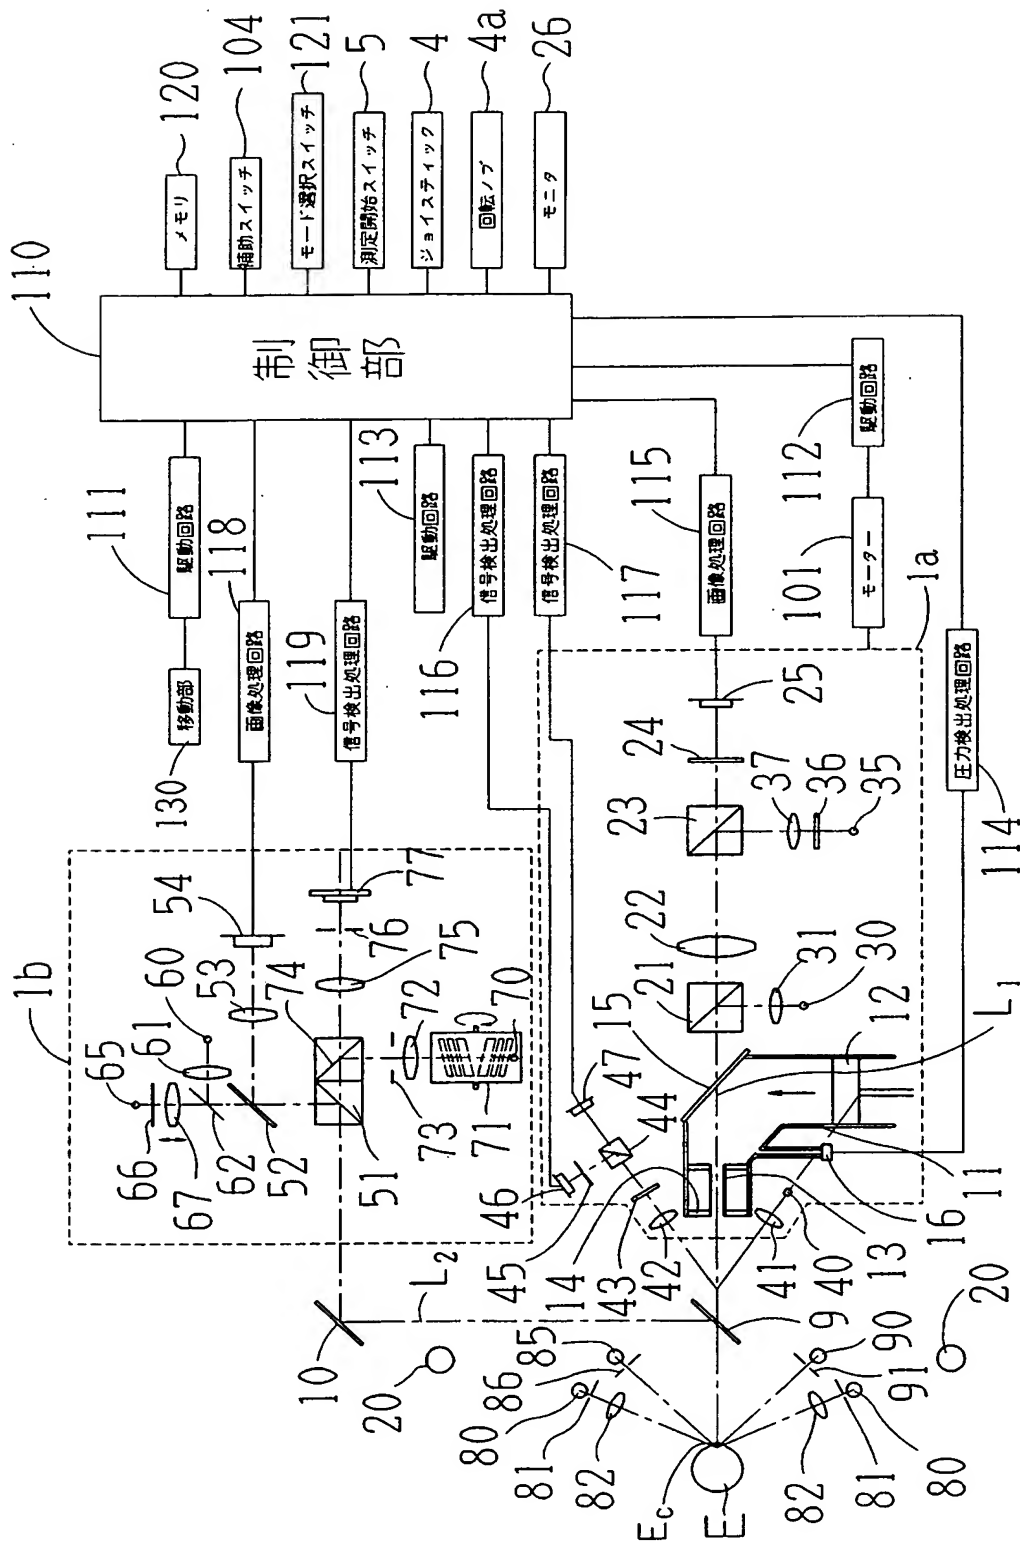 110
制御部
メモリ
120
補助スイッチ
104
モード選択スイッチ
121
測定開始スイッチ
5
ジョイスティック
4
回転ノブ
4a
モニタ
26
移動部
130
駆動回路
111
画像処理回路
118
信号検出処理回路
119
駆動回路
113
信号検出処理回路
116
信号検出処理回路
117
画像処理回路
115
駆動回路
112
モーター
101
圧力検出処理回路
114
1b
65
66
67
60
61
62
52
53
54
51
74
75
76
77
73
72
71
70
1a
25
24
23
37
36
35
22
21
31
30
15
12
L1
11
16
13
14
40
41
42
43
44
45
46
47
10
L2
9
20
20
85
86
80
81
82
90
91
82
81
80
Ec
E